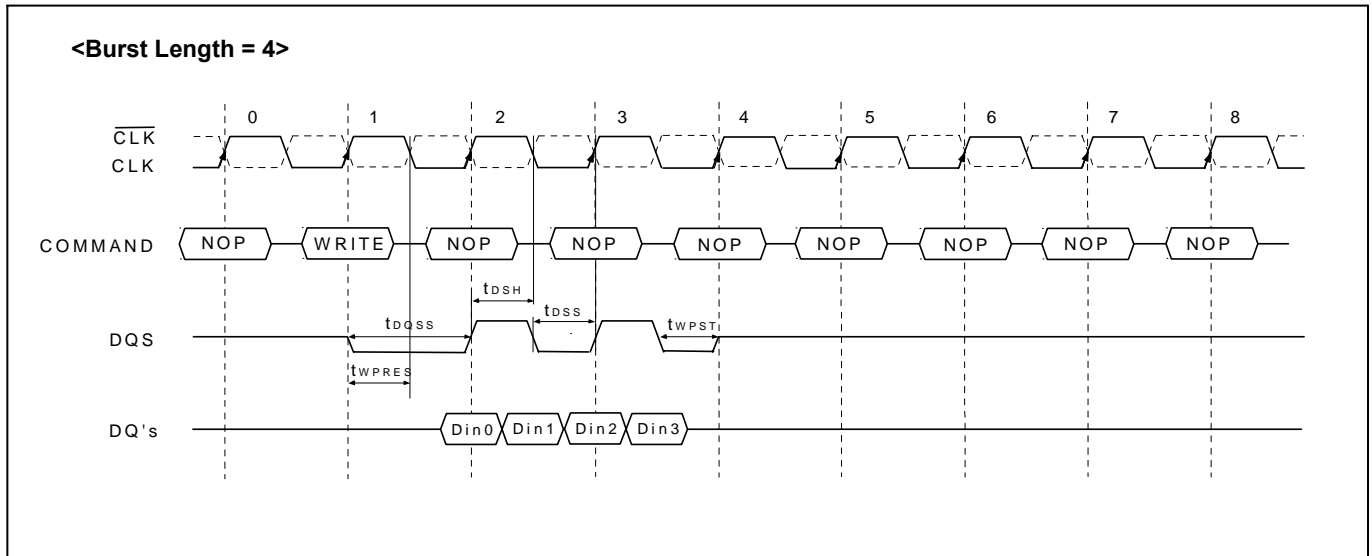 <Burst Length = 4>
0 1 2 3 4 5 6 7 8
CLK
CLK
COMMAND NOP WRITE NOP NOP NOP NOP NOP NOP NOP
tDSH
tDQSS tDSS tWPST
DQS
tWPRES
DQ's Din0 Din1 Din2 Din3